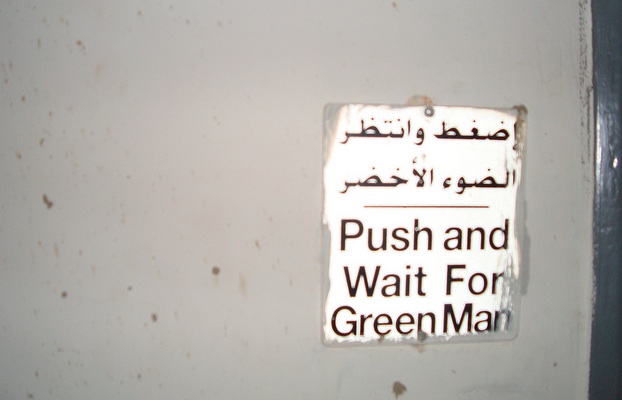 إضغط وانتظر
الضوء الأخضر
Push and
Wait For
Green Man